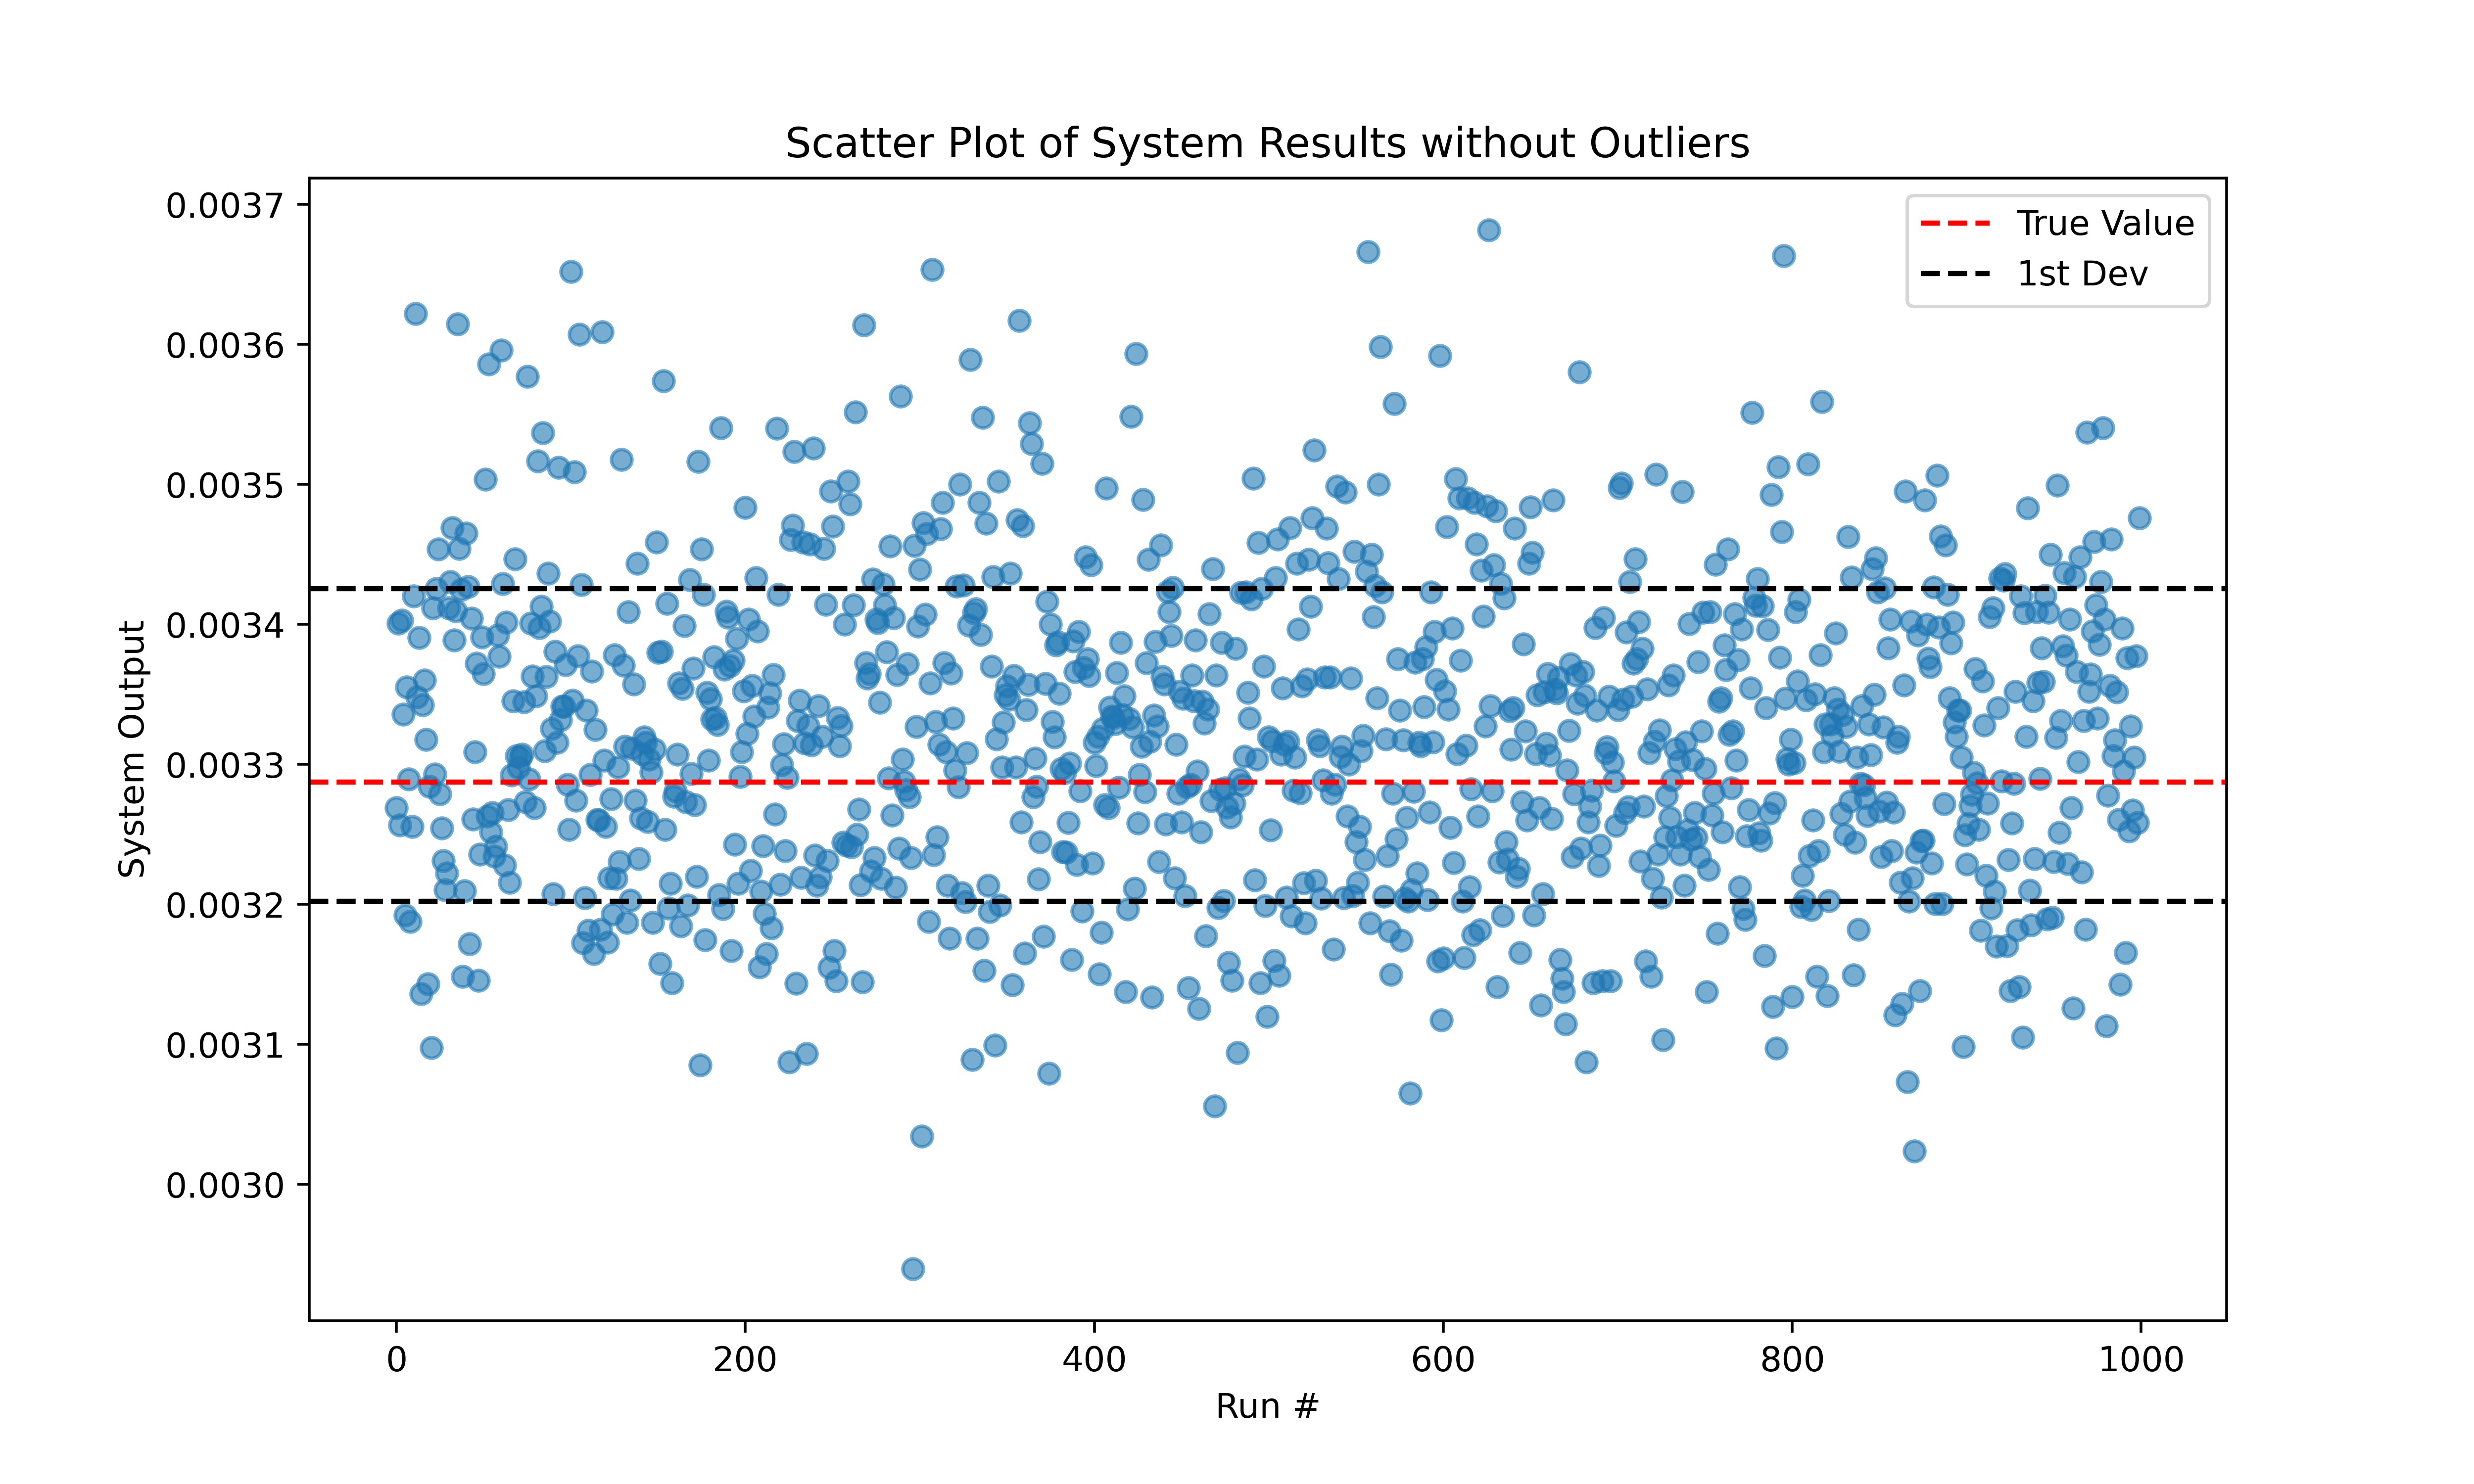 Scatter Plot of System Results without Outliers
True Value
1st Dev
System Output
0.0037
0.0036
0.0035
0.0034
0.0033
0.0032
0.0031
0.0030
0
200
400
600
800
1000
Run #